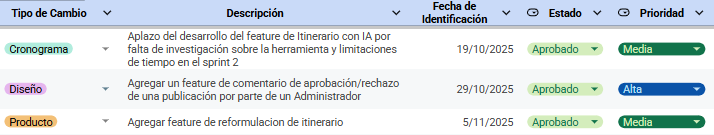 Tipo de Cambio Descripción Fecha de Identificación Estado Prioridad
Cronograma Aplazo del desarrollo del feature de Itinerario con IA por
falta de investigación sobre la herramienta y limitaciones
de tiempo en el sprint 2 19/10/2025 Aprobado Media
Diseño Agregar un feature de comentario de aprobación/rechazo
de una publicación por parte de un Administrador 29/10/2025 Aprobado Alta
Producto Agregar feature de reformulacion de itinerario 5/11/2025 Aprobado Media